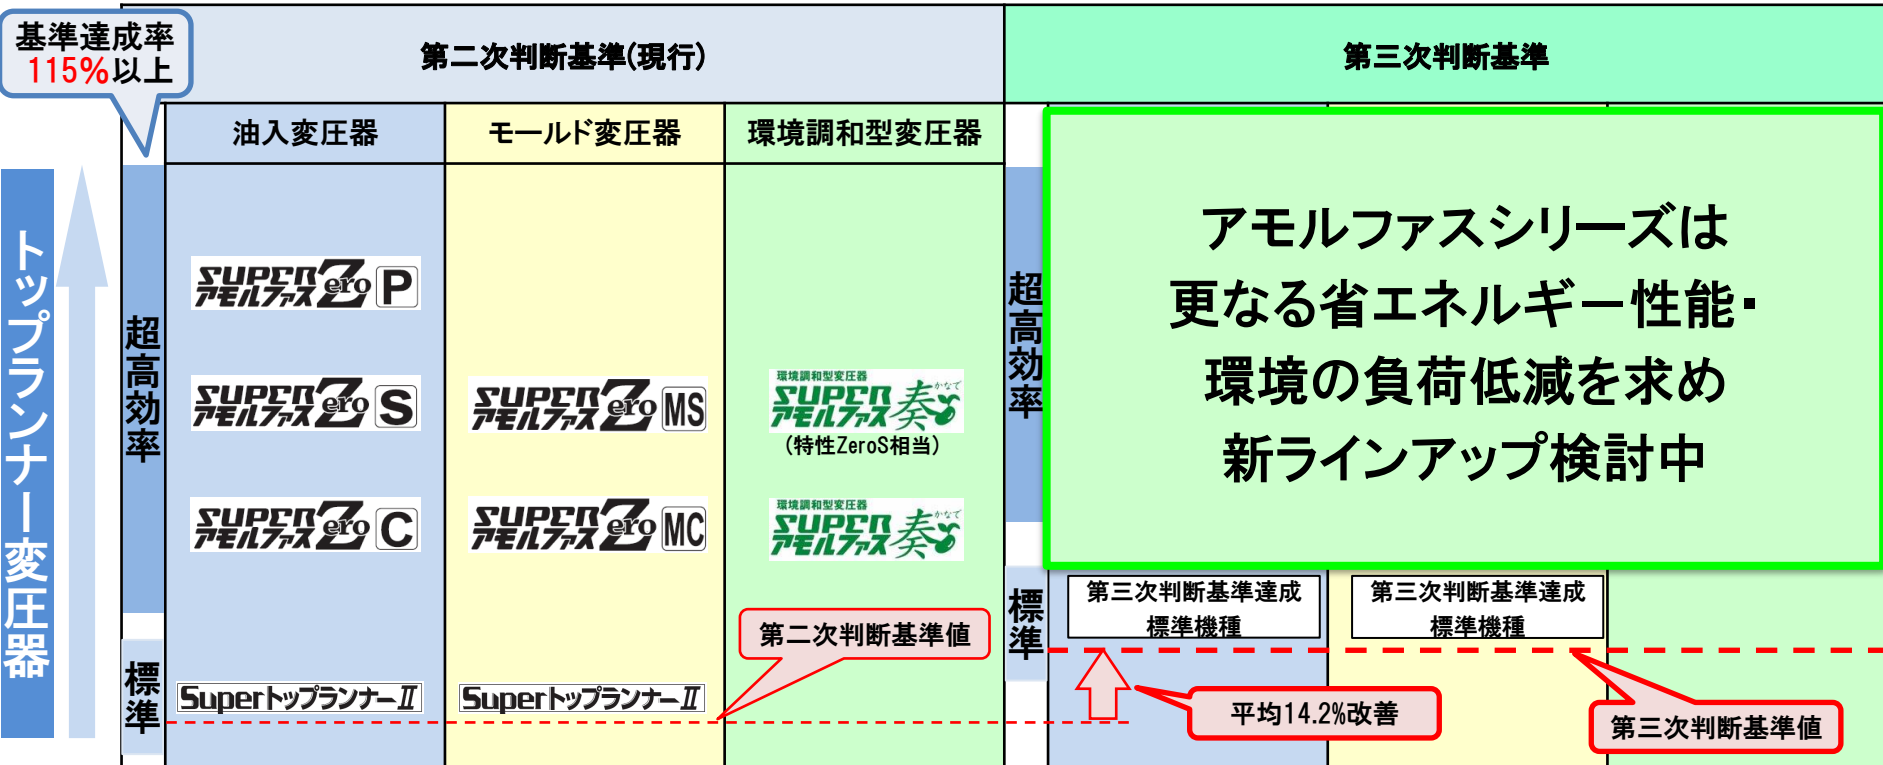 基準達成率
115%以上
第二次判断基準(現行)
第三次判断基準
油入変圧器
モールド変圧器
環境調和型変圧器
トップランナー変圧器
超高効率
標準
SUPER
アモルファス Zero P
SUPER
アモルファス Zero S
SUPER
アモルファス Zero C
Superトップランナー Ⅱ
SUPER
アモルファス Zero MS
SUPER
アモルファス Zero MC
Superトップランナー Ⅱ
環境調和型変圧器
SUPER
アモルファス 奏 かなで
(特性ZeroS相当)
環境調和型変圧器
SUPER
アモルファス 奏 かなで
第二次判断基準値
超高効率
標準
アモルファスシリーズは
更なる省エネルギー性能・
環境の負荷低減を求め
新ラインアップ検討中
第三次判断基準達成
標準機種
第三次判断基準達成
標準機種
平均14.2%改善
第三次判断基準値